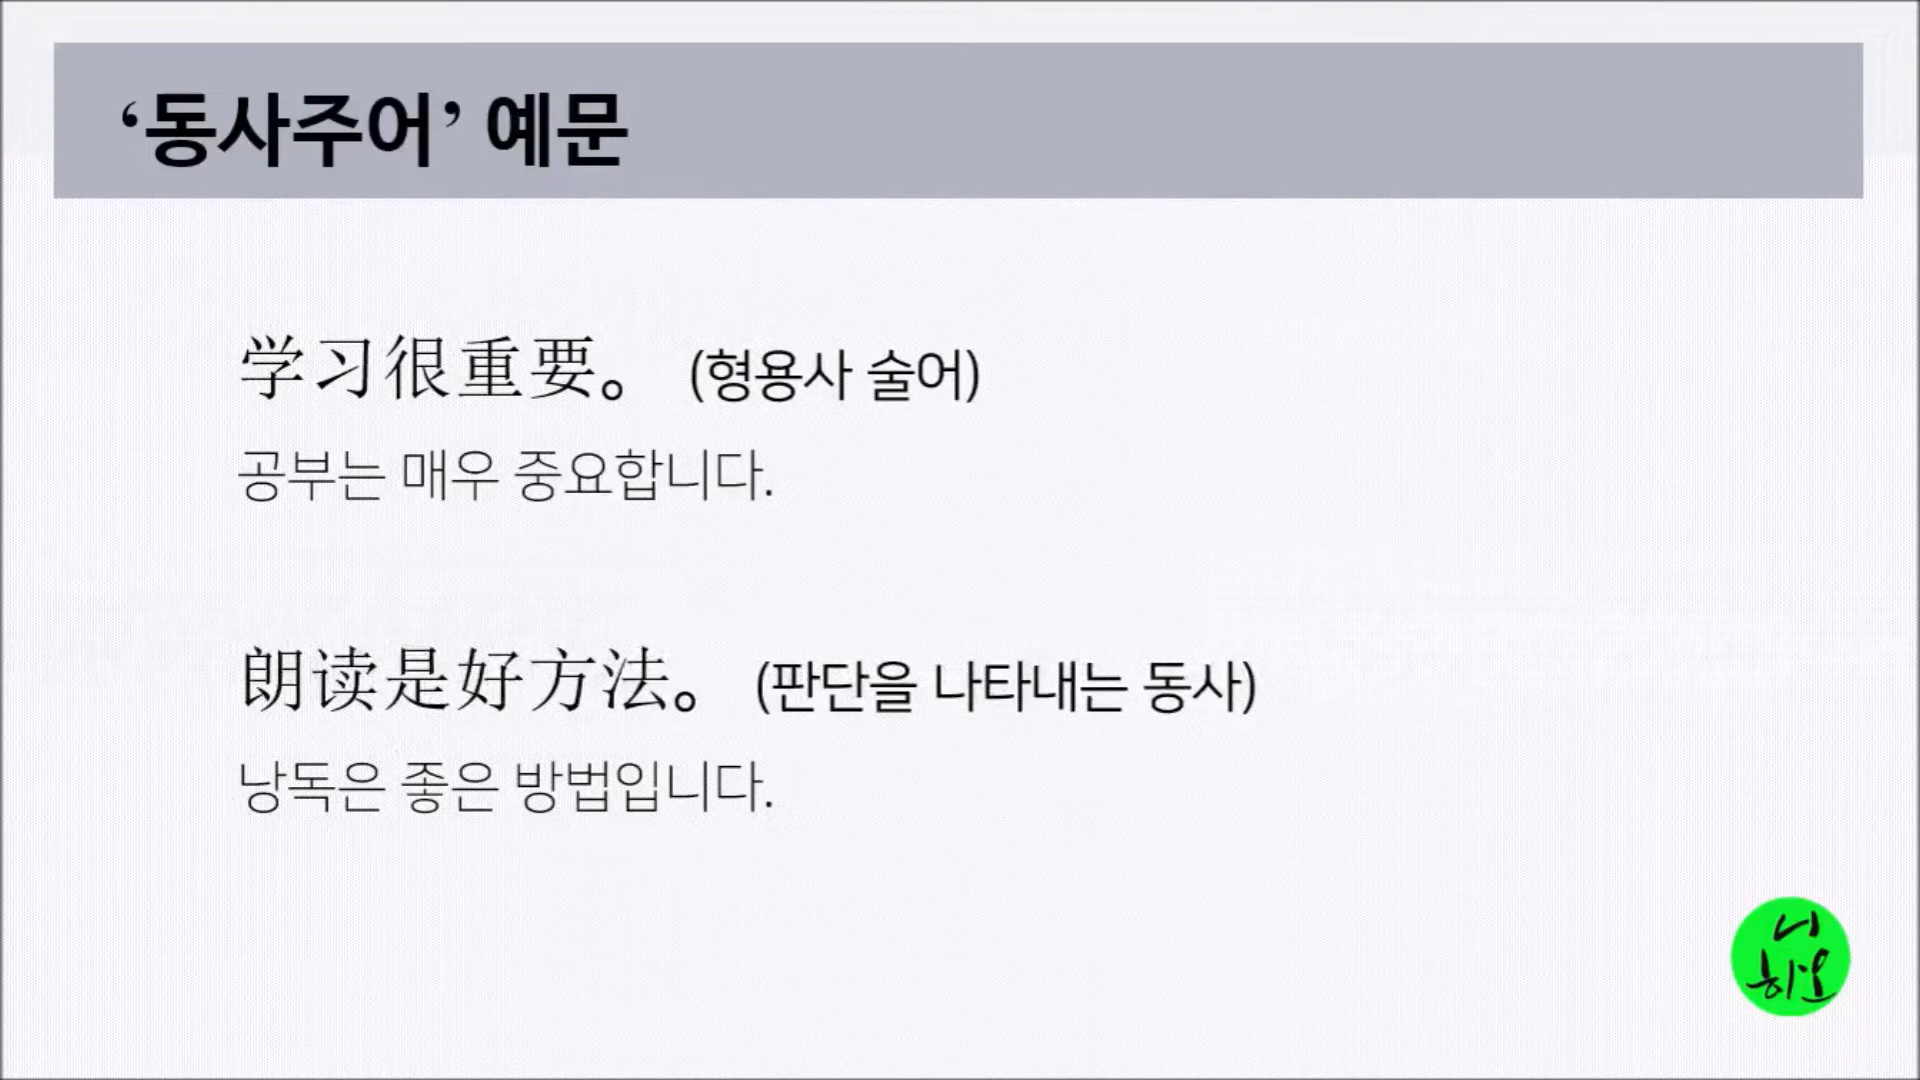 ‘동사주어’ 예문
学习很重要。 (형용사 술어)
공부는 매우 중요합니다.
朗读是好方法。 (판단을 나타내는 동사)
낭독은 좋은 방법입니다.
니
하오